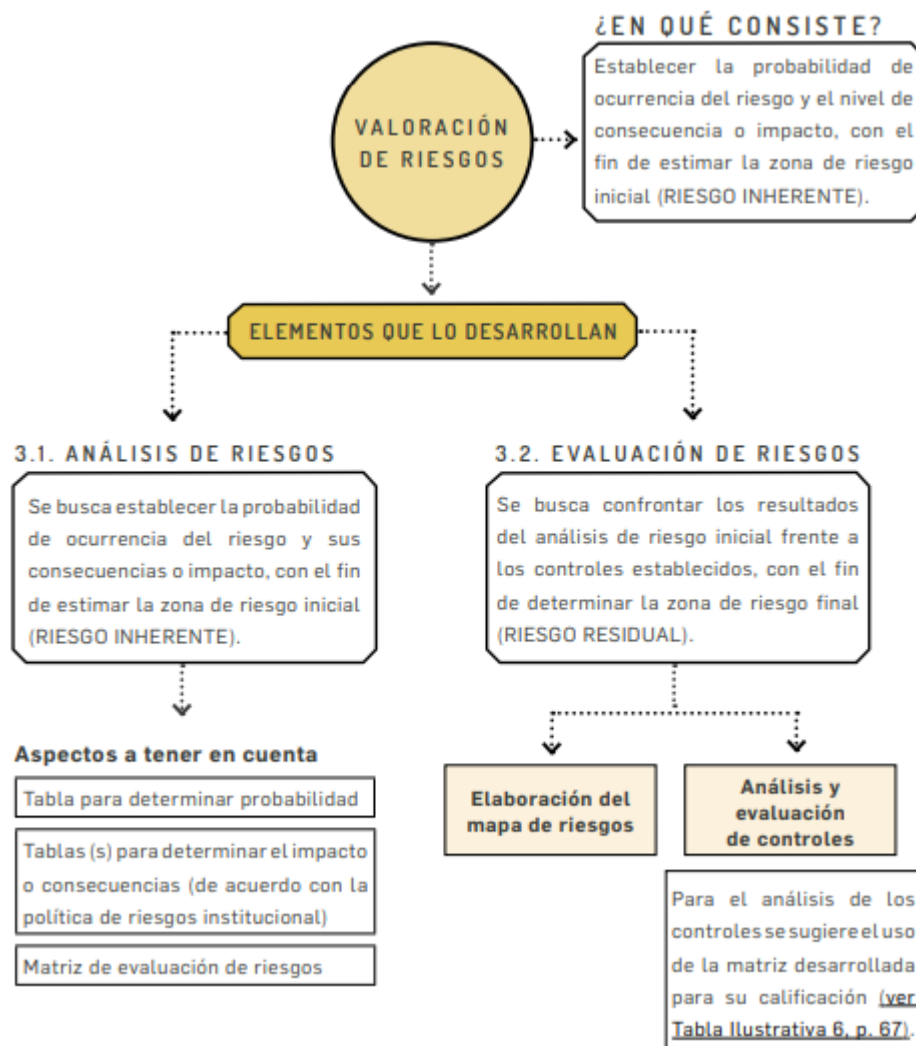 ¿EN QUÉ CONSISTE?
Establecer la probabilidad de
ocurrencia del riesgo y el nivel de
consecuencia o impacto, con el
fin de estimar la zona de riesgo
inicial (RIESGO INHERENTE).
VALORACIÓN
DE RIESGOS
ELEMENTOS QUE LO DESARROLLAN
3.1. ANÁLISIS DE RIESGOS
Se busca establecer la probabilidad
de ocurrencia del riesgo y sus
consecuencias o impacto, con el fin
de estimar la zona de riesgo inicial
(RIESGO INHERENTE).
Aspectos a tener en cuenta
Tabla para determinar probabilidad
Tablas (s) para determinar el impacto
o consecuencias (de acuerdo con la
política de riesgos institucional)
Matriz de evaluación de riesgos
3.2. EVALUACIÓN DE RIESGOS
Se busca confrontar los resultados
del análisis de riesgo inicial frente a
los controles establecidos, con el fin
de determinar la zona de riesgo final
(RIESGO RESIDUAL).
Elaboración del
mapa de riesgos
Análisis y
evaluación
de controles
Para el análisis de los
controles se sugiere el uso
de la matriz desarrollada
para su calificación (ver
Tabla Ilustrativa 6, p. 67).